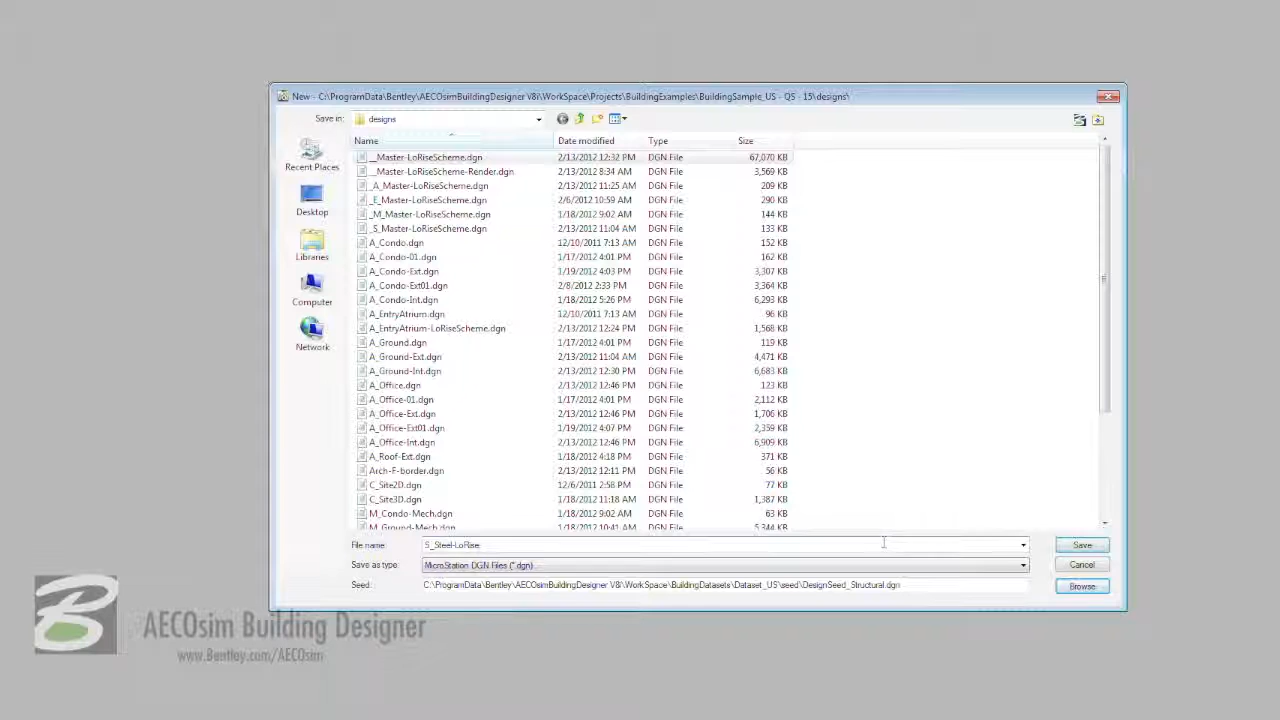 New - C:\ProgramData\Bentley\AECOsimBuildingDesigner V8i\WorkSpace\Projects\BuildingExamples\BuildingSample_US - QS - 15\designs\
Save in: designs
Name Date modified Type Size
__Master-LoRiseScheme.dgn 2/13/2012 12:32 PM DGN File 67,070 KB
__Master-LoRiseScheme-Render.dgn 2/13/2012 8:34 AM DGN File 3,569 KB
_A_Master-LoRiseScheme.dgn 2/13/2012 11:25 AM DGN File 209 KB
_E_Master-LoRiseScheme.dgn 2/6/2012 10:59 AM DGN File 290 KB
_M_Master-LoRiseScheme.dgn 1/18/2012 9:02 AM DGN File 144 KB
_S_Master-LoRiseScheme.dgn 2/13/2012 11:04 AM DGN File 133 KB
A_Condo.dgn 12/10/2011 7:13 AM DGN File 152 KB
A_Condo-01.dgn 1/17/2012 4:01 PM DGN File 162 KB
A_Condo-Ext.dgn 1/19/2012 4:03 PM DGN File 3,307 KB
A_Condo-Ext01.dgn 2/8/2012 2:33 PM DGN File 3,364 KB
A_Condo-Int.dgn 1/18/2012 5:26 PM DGN File 6,293 KB
A_EntryAtrium.dgn 12/10/2011 7:13 AM DGN File 96 KB
A_EntryAtrium-LoRiseScheme.dgn 2/13/2012 12:24 PM DGN File 1,568 KB
A_Ground.dgn 1/17/2012 4:01 PM DGN File 119 KB
A_Ground-Ext.dgn 2/13/2012 11:04 AM DGN File 4,471 KB
A_Ground-Int.dgn 2/13/2012 12:30 PM DGN File 6,683 KB
A_Office.dgn 2/13/2012 12:46 PM DGN File 123 KB
A_Office-01.dgn 1/17/2012 4:01 PM DGN File 2,112 KB
A_Office-Ext.dgn 2/13/2012 12:46 PM DGN File 1,706 KB
A_Office-Ext01.dgn 1/19/2012 4:07 PM DGN File 2,359 KB
A_Office-Int.dgn 2/13/2012 12:46 PM DGN File 6,909 KB
A_Roof-Ext.dgn 1/18/2012 4:18 PM DGN File 371 KB
Arch-F-border.dgn 2/13/2012 12:11 PM DGN File 56 KB
C_Site2D.dgn 12/6/2011 2:58 PM DGN File 77 KB
C_Site3D.dgn 1/18/2012 11:18 AM DGN File 1,387 KB
M_Condo-Mech.dgn 1/18/2012 9:02 AM DGN File 63 KB
M_Ground-Mech.dgn 1/18/2012 10:41 AM DGN File 5,344 KB
Recent Places
Desktop
Libraries
Computer
Network
File name: S_Steel-LoRise Save
Save as type: MicroStation DGN Files (*.dgn) Cancel
Seed: C:\ProgramData\Bentley\AECOsimBuildingDesigner V8i\WorkSpace\BuildingDatasets\Dataset_US\seed\DesignSeed_Structural.dgn Browse
AECOsim Building Designer
www.Bentley.com/AECOsim